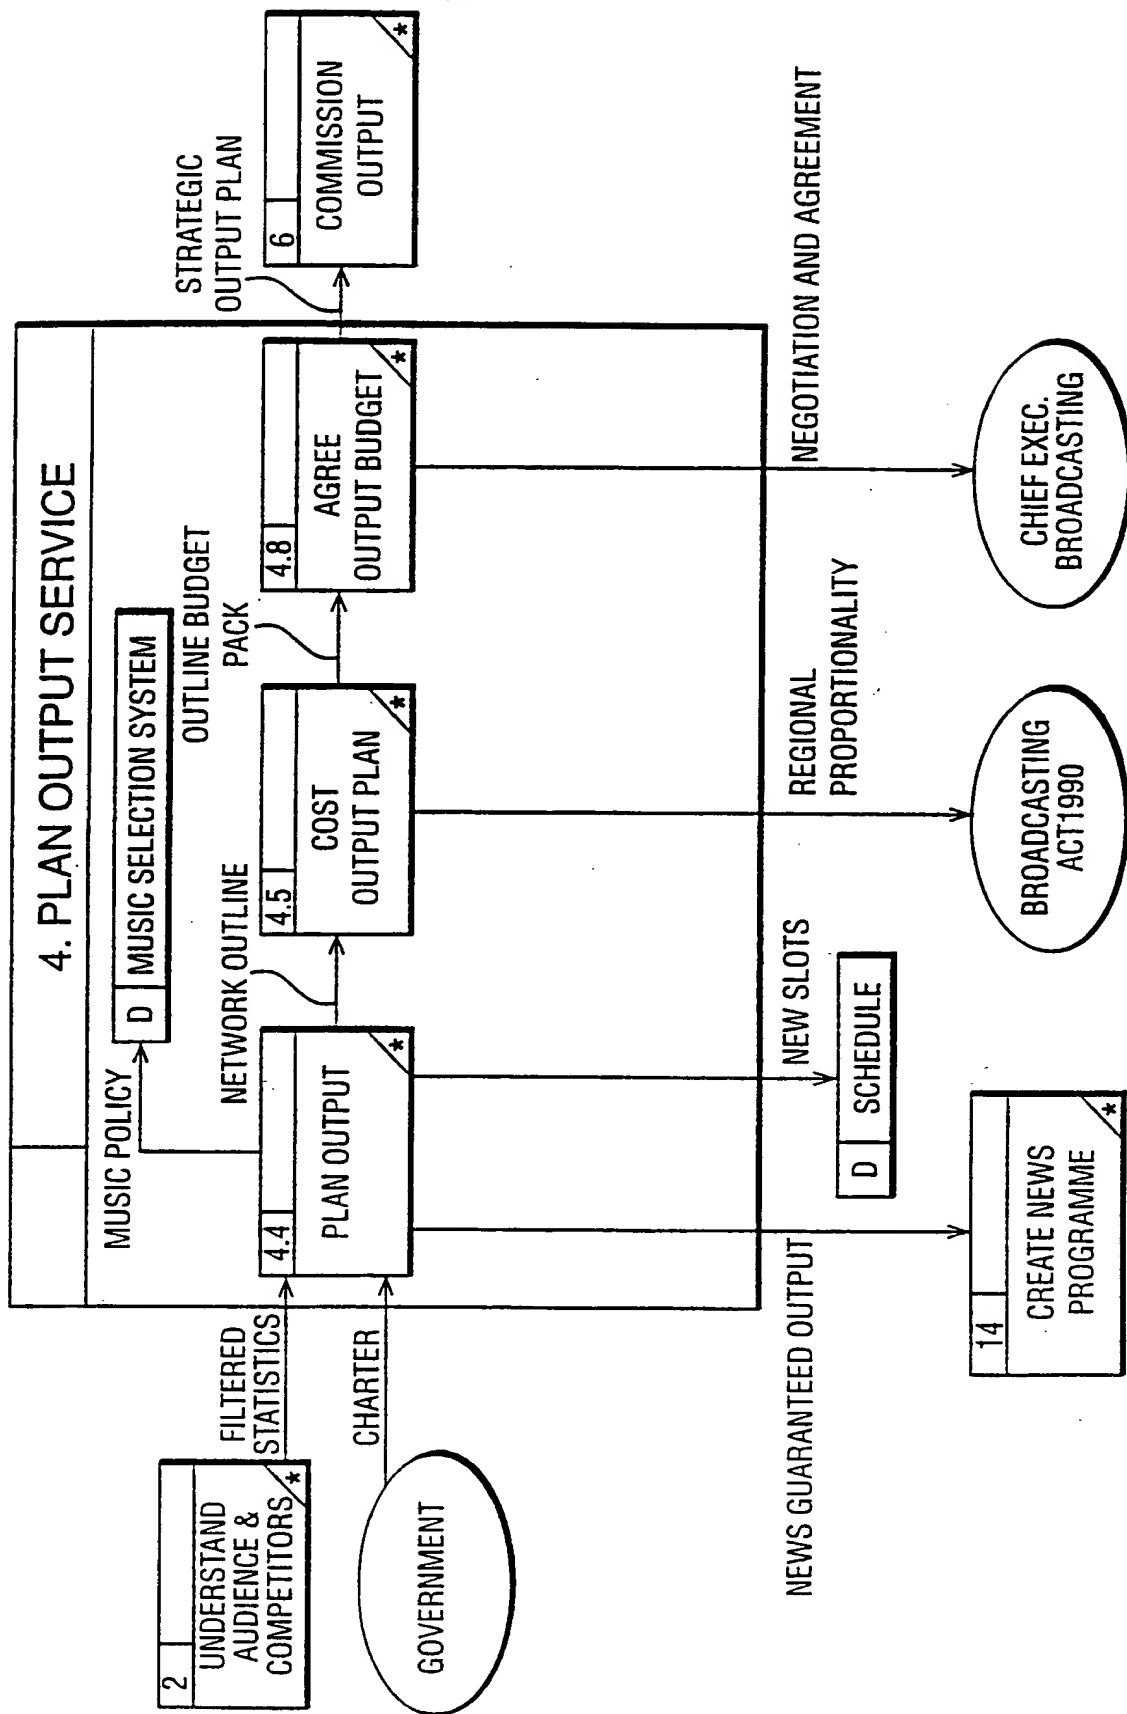 4. PLAN OUTPUT SERVICE
MUSIC POLICY
D
MUSIC SELECTION SYSTEM
2
UNDERSTAND
AUDIENCE &
COMPETITORS
*
FILTERED
STATISTICS
GOVERNMENT
CHARTER
4.4
PLAN OUTPUT
*
NETWORK OUTLINE
4.5
COST
OUTPUT PLAN
*
OUTLINE BUDGET
PACK
4.8
AGREE
OUTPUT BUDGET
*
STRATEGIC
OUTPUT PLAN
6
COMMISSION
OUTPUT
*
NEWS GUARANTEED OUTPUT
14
CREATE NEWS
PROGRAMME
*
NEW SLOTS
D
SCHEDULE
REGIONAL
PROPORTIONALITY
BROADCASTING
ACT1990
NEGOTIATION AND AGREEMENT
CHIEF EXEC.
BROADCASTING